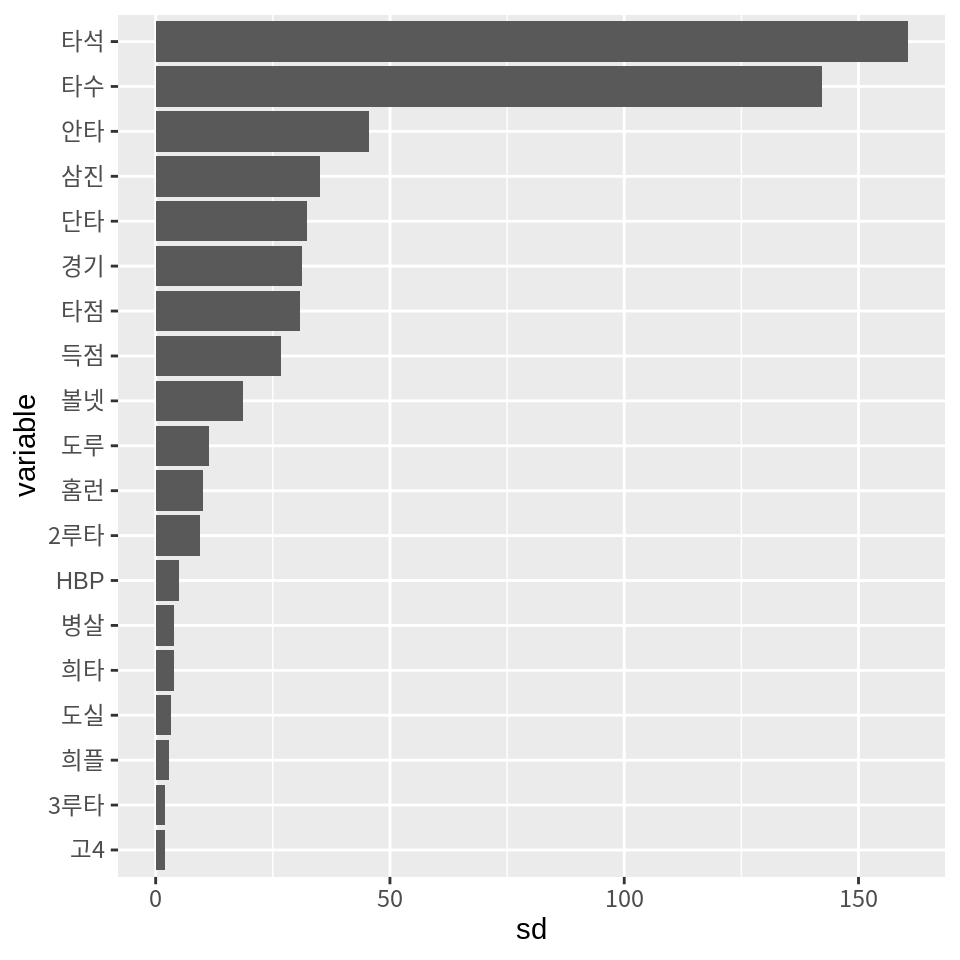 타석
타수
안타
삼진
단타
경기
타점
득점
볼넷
도루
홈런
2루타
HBP
병살
희타
도실
희플
3루타
고4
variable
0 50 100 150
sd